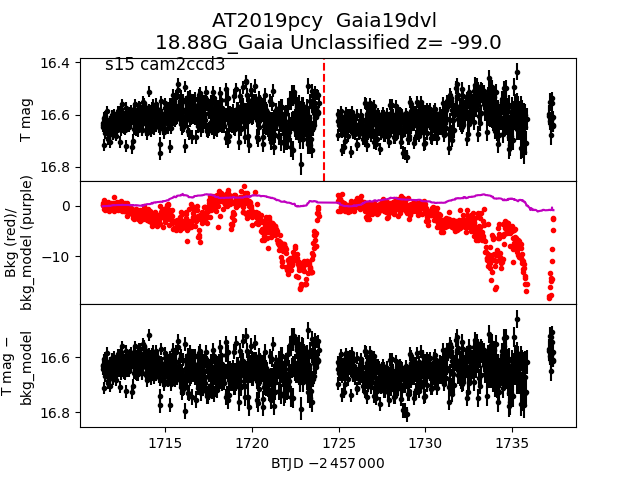 AT2019pcy  Gaia19dvl
18.88G_Gaia Unclassified z= -99.0
s15 cam2ccd3
16.4
16.6
16.8
T mag
0
−10
Bkg (red)/
bkg_model (purple)
16.6
16.8
T mag −
bkg_model
1715
1720
1725
1730
1735
BTJD −2 457 000